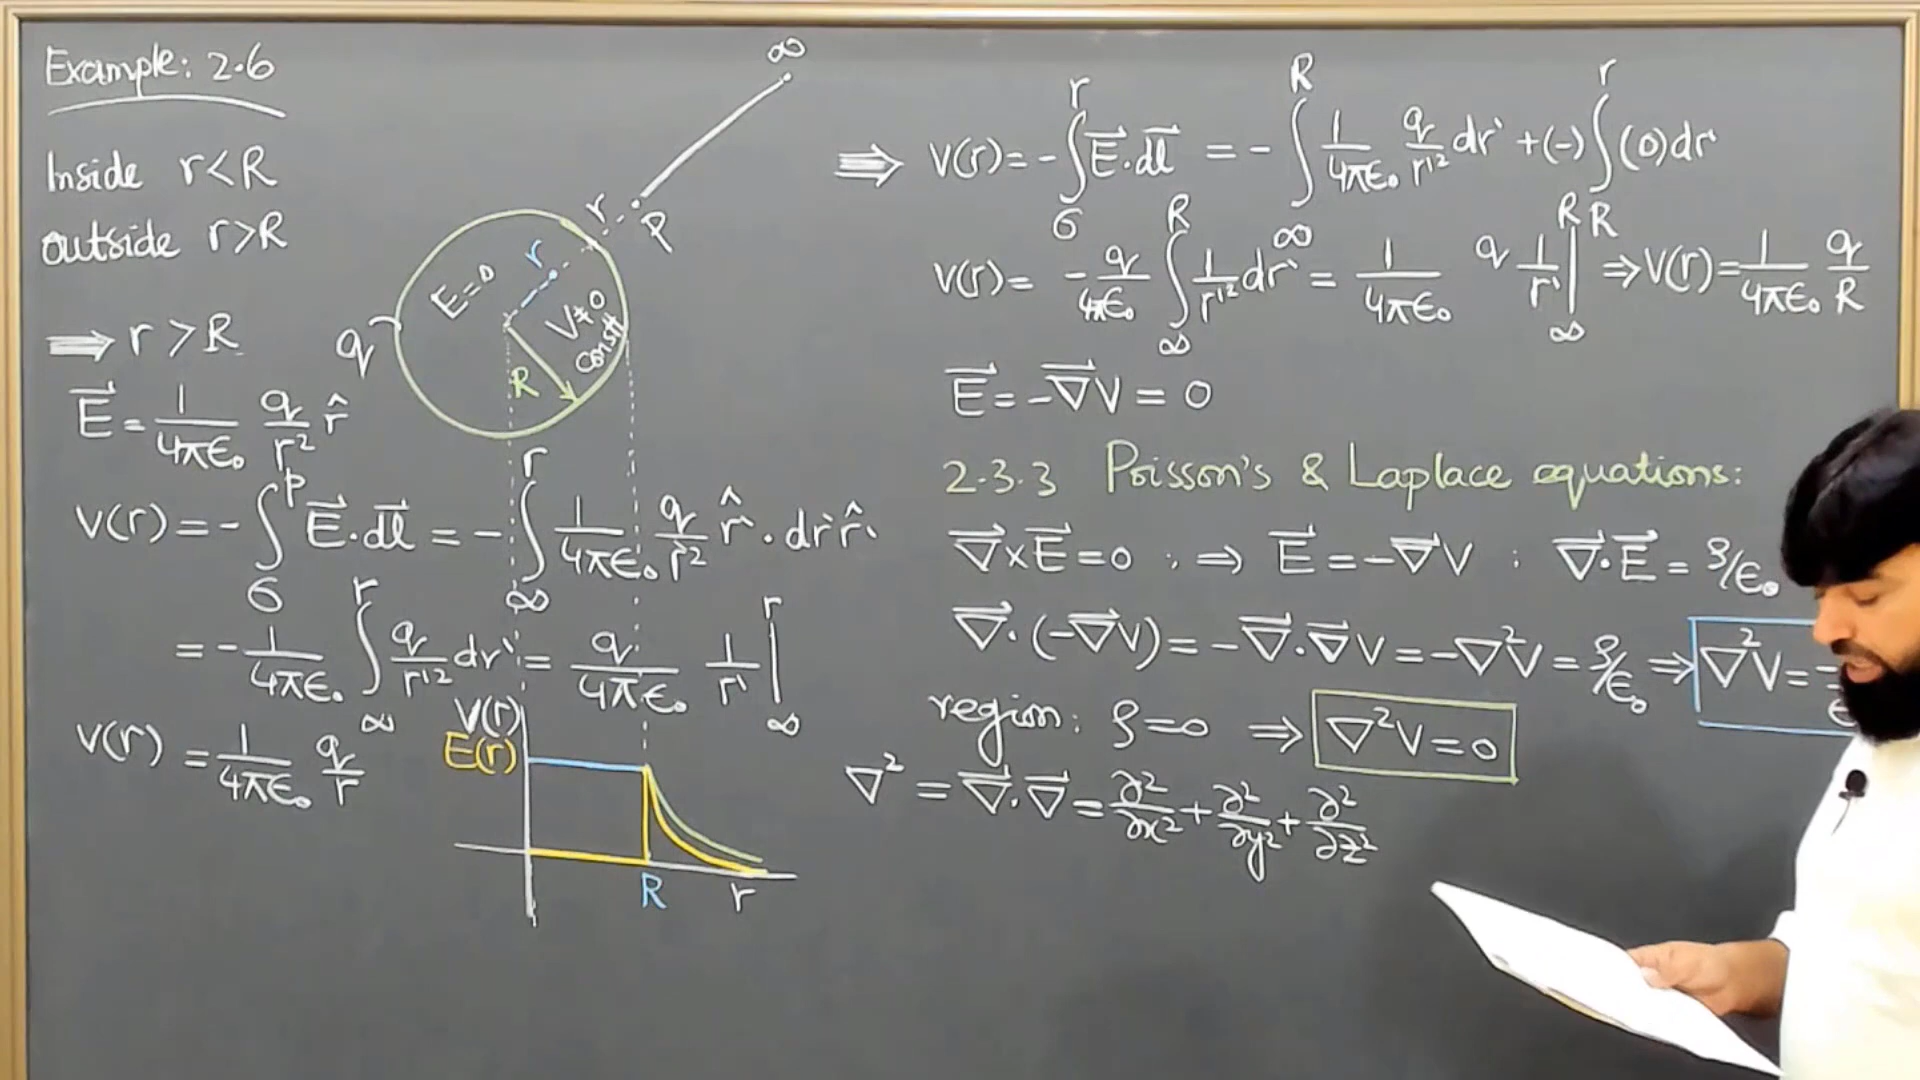 Example: 2.6
Inside r<R
outside r>R
∞
r
P
r
E=0
V≠0
const
R
q
⟹ r > R
E⃗ = 1/4πϵ₀ q/r² r̂
V(r) = -∫_6^P E⃗·dl⃗ = -∫_∞^r 1/4πϵ₀ q/r² r̂ · dr' r̂
= - 1/4πϵ₀ ∫_∞^r q/r'² dr' = q/4πϵ₀ 1/r' |_∞^r
V(r) = 1/4πϵ₀ q/r
V(r)
E(r)
R
r
⟹ V(r) = -∫_6^r E⃗·dl⃗ = -∫_∞^R 1/4πϵ₀ q/r'² dr' + (-)∫_R^r (0)dr'
V(r) = -q/4πϵ₀ ∫_∞^R 1/r'² dr' = 1/4πϵ₀ q 1/r' |_∞^R ⇒ V(r) = 1/4πϵ₀ q/R
E⃗ = -∇⃗V = 0
2.3.3 Poisson's & Laplace equations:
∇⃗×E⃗ = 0 ; ⇒ E⃗ = -∇⃗V ; ∇⃗·E⃗ = ρ/ϵ₀
∇⃗·(-∇⃗V) = -∇⃗·∇⃗V = -∇²V = ρ/ϵ₀ ⇒ ∇²V = -
region: ρ=0 ⇒ ∇²V = 0
∇² = ∇⃗·∇⃗ = ∂²/∂x² + ∂²/∂y² + ∂²/∂z²